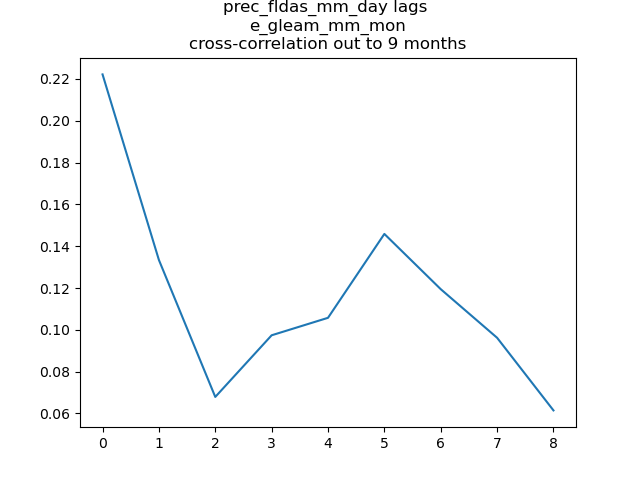 prec_fldas_mm_day lags
e_gleam_mm_mon
cross-correlation out to 9 months
0.22
0.20
0.18
0.16
0.14
0.12
0.10
0.08
0.06
0 1 2 3 4 5 6 7 8